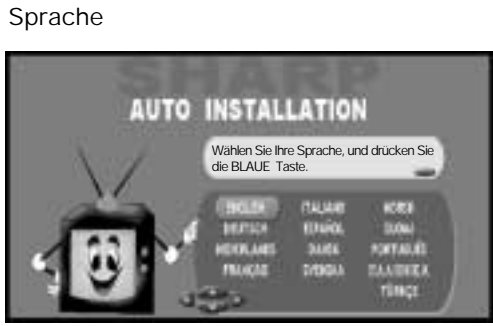 Sprache
SHARP
AUTO INSTALLATION
Wählen Sie Ihre Sprache, und drücken Sie
die BLAUE Taste.
ENGLISH ITALIANO NORSK
DEUTSCH ESPAÑOL SUOMI
NEDERLANDS DANSK PORTUGUÊS
FRANÇAIS SVENSKA ΕΛΛΗΝΙΚΑ
TÜRKÇE